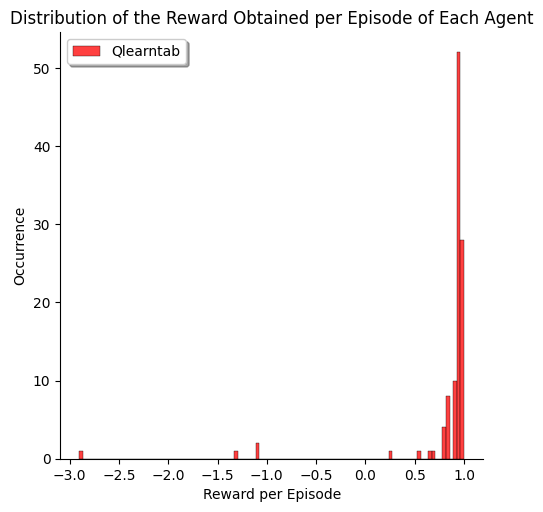 Distribution of the Reward Obtained per Episode of Each Agent
Qlearntab
Occurrence
50
40
30
20
10
0
−3.0 −2.5 −2.0 −1.5 −1.0 −0.5 0.0 0.5 1.0
Reward per Episode